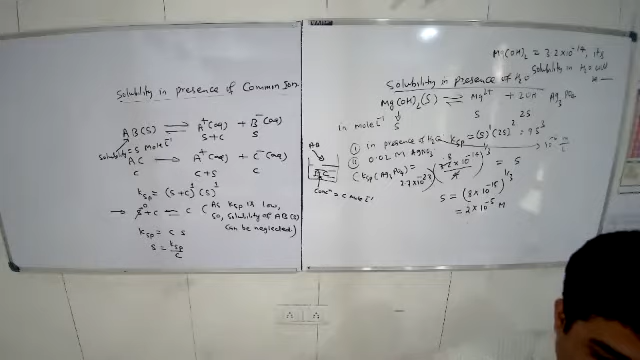 Solubility in presence of Common Ion
AB(s) ⇌ A⁺(aq) + B⁻(aq)
s+c s
Solubility = s mole L⁻¹
AC → A⁺(aq) + C⁻(aq)
c c+s c
Ksp = (s+c)¹ (s)¹
→ s+c = c (As Ksp is low,
so, solubility of AB(s)
can be neglected.)
Ksp = c s
s = Ksp/c
Mg(OH)₂ = 3.2×10⁻¹⁴, its
solubility in H₂O
Solubility in presence of H₂O
Mg(OH)₂(s) ⇌ Mg²⁺ + 2OH
s 2s
In mole L⁻¹ s
① in presence of H₂O Ksp = (s)¹ (2s)² = 4s³
② 0.02 M AgNO₃
(Ksp (Ag₃PO₄) =
= s
AB
AC
s = (8×10⁻¹⁵)^1/3
= 2×10⁻⁵ M